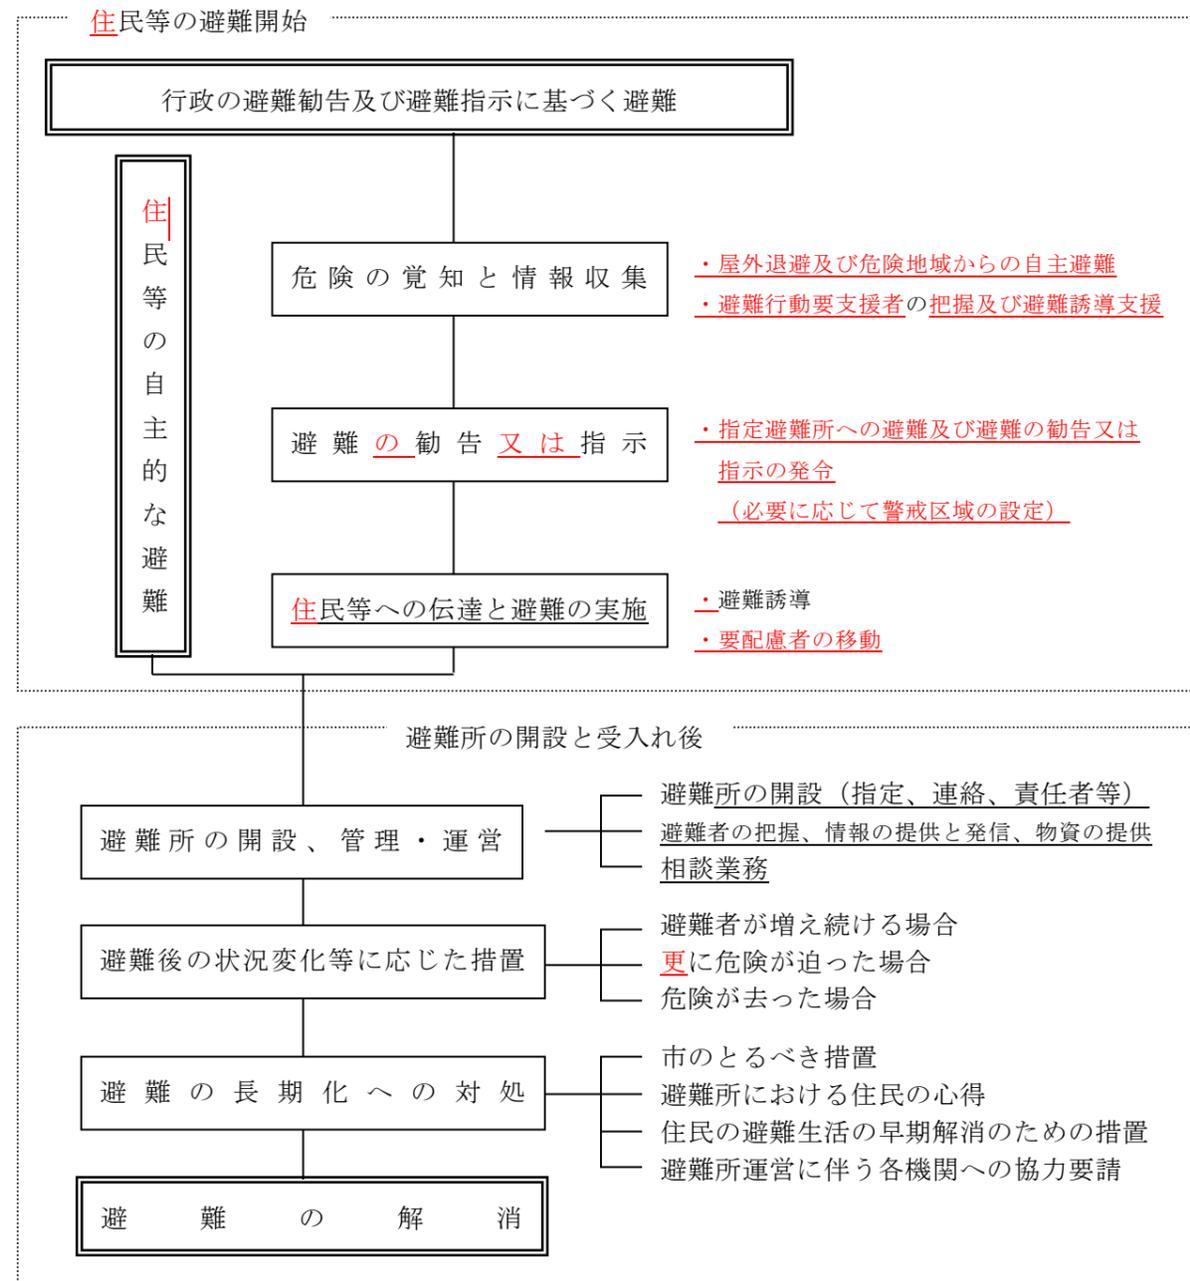 住民等の避難開始
行政の避難勧告及び避難指示に基づく避難
住民等の自主的な避難
危険の覚知と情報収集
・屋外退避及び危険地域からの自主避難
・避難行動要支援者の把握及び避難誘導支援
避難の勧告又は指示
・指定避難所への避難及び避難の勧告又は
指示の発令
（必要に応じて警戒区域の設定）
住民等への伝達と避難の実施
・避難誘導
・要配慮者の移動
避難所の開設と受入れ後
避難所の開設、管理・運営
避難所の開設（指定、連絡、責任者等）
避難者の把握、情報の提供と発信、物資の提供
相談業務
避難後の状況変化等に応じた措置
避難者が増え続ける場合
更に危険が迫った場合
危険が去った場合
避難の長期化への対処
市のとるべき措置
避難所における住民の心得
住民の避難生活の早期解消のための措置
避難所運営に伴う各機関への協力要請
避難の解消